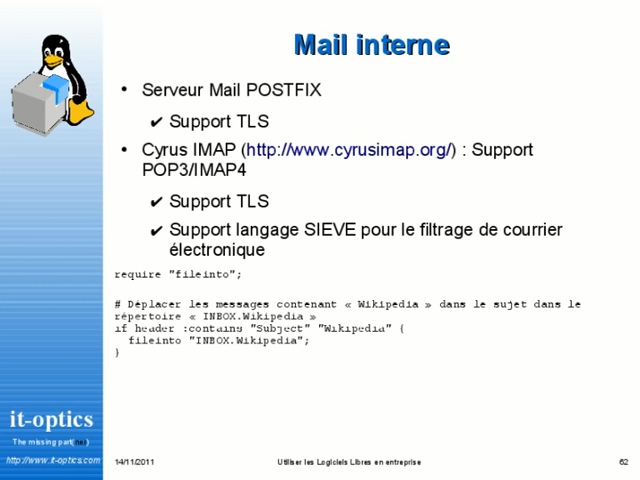 Mail interne
• Serveur Mail POSTFIX
✔ Support TLS
• Cyrus IMAP (http://www.cyrusimap.org/) : Support
POP3/IMAP4
✔ Support TLS
✔ Support langage SIEVE pour le filtrage de courrier
électronique
require "fileinto";
# Déplacer les messages contenant « Wikipedia » dans le sujet dans le
répertoire « INBOX.Wikipedia »
if header :contains "Subject" "Wikipedia" {
fileinto "INBOX.Wikipedia";
}
it-optics
The missing part(ner)
http://www.it-optics.com
14/11/2011 Utiliser les Logiciels Libres en entreprise 62